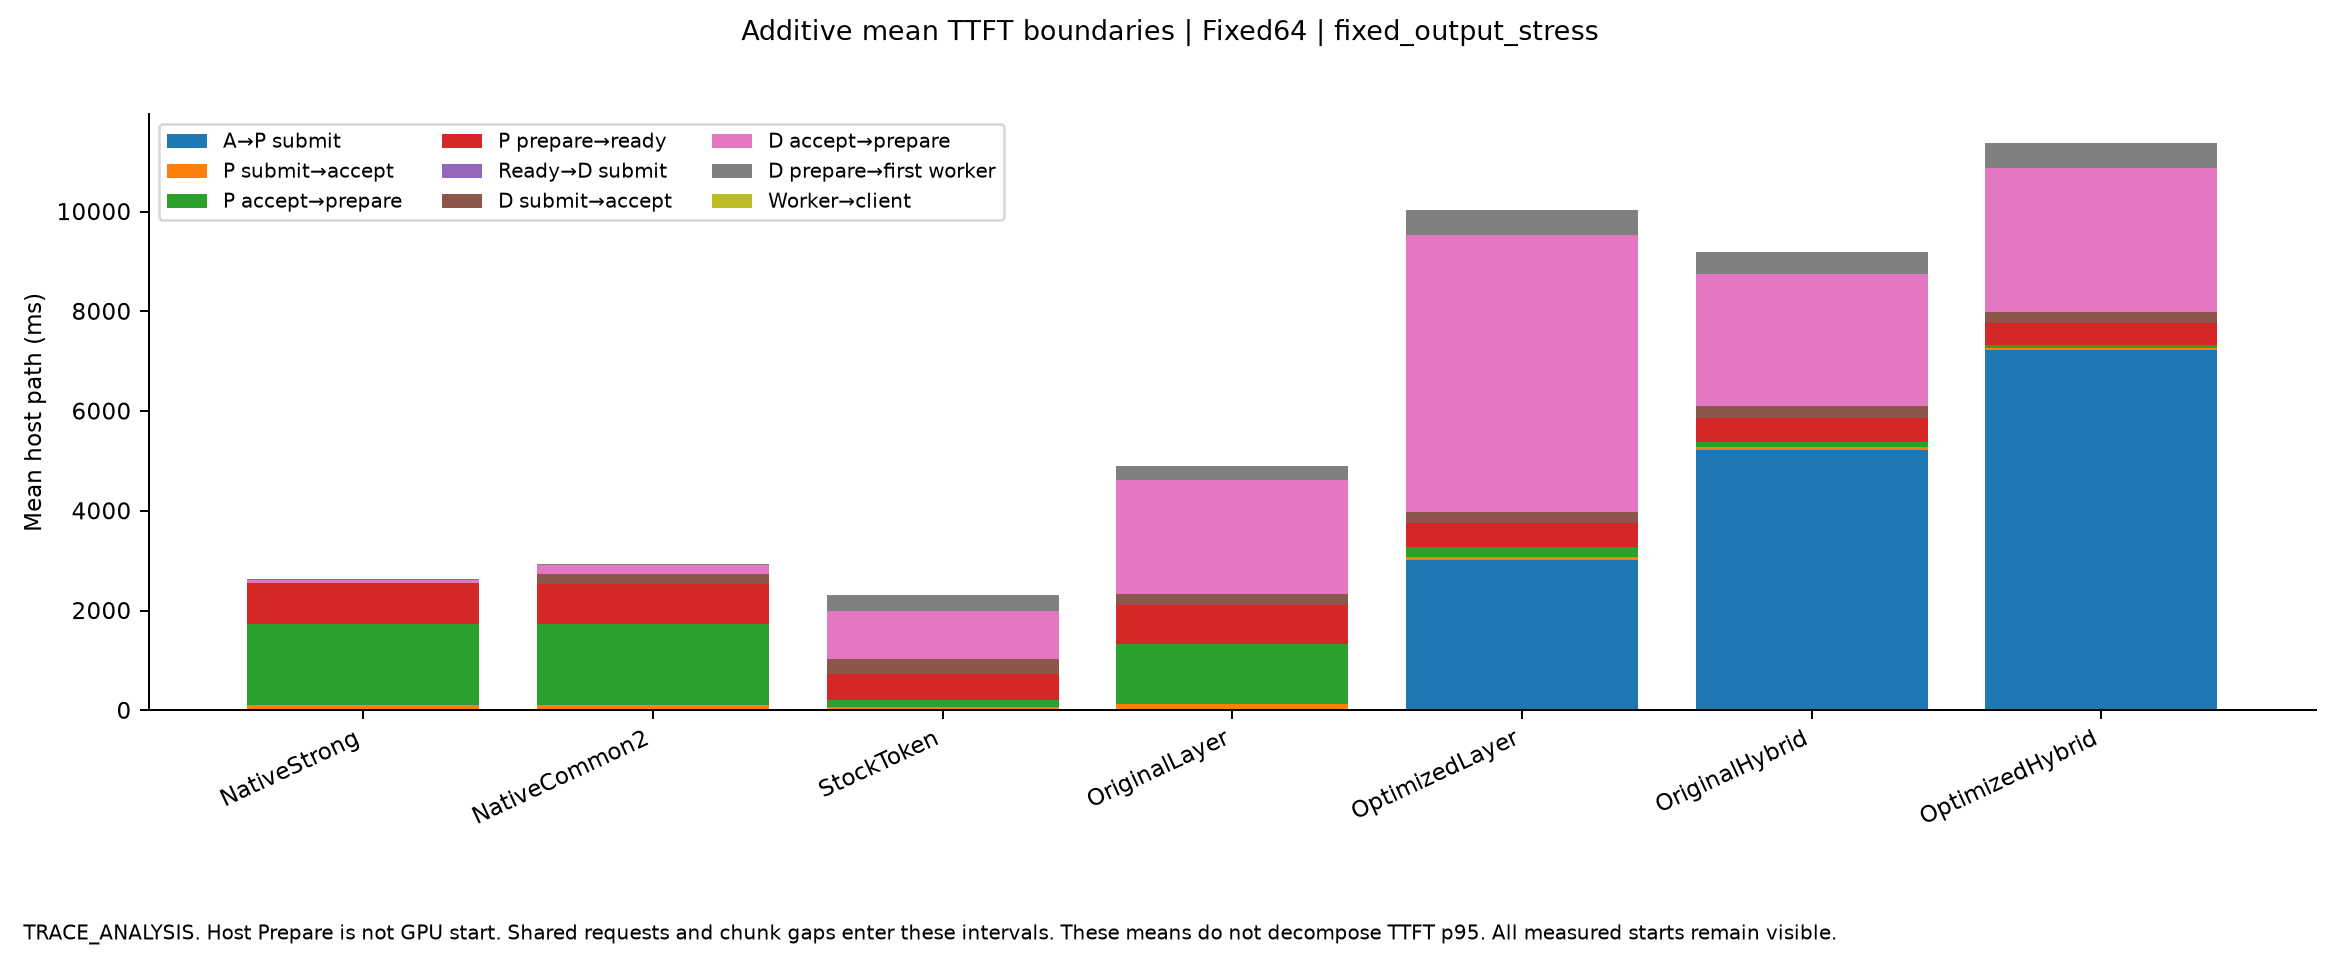 Additive mean TTFT boundaries | Fixed64 | fixed_output_stress
A→P submit
P submit→accept
P accept→prepare
P prepare→ready
Ready→D submit
D submit→accept
D accept→prepare
D prepare→first worker
Worker→client
Mean host path (ms)
10000
8000
6000
4000
2000
0
NativeStrong
NativeCommon2
StockToken
OriginalLayer
OptimizedLayer
OriginalHybrid
OptimizedHybrid
TRACE_ANALYSIS. Host Prepare is not GPU start. Shared requests and chunk gaps enter these intervals. These means do not decompose TTFT p95. All measured starts remain visible.